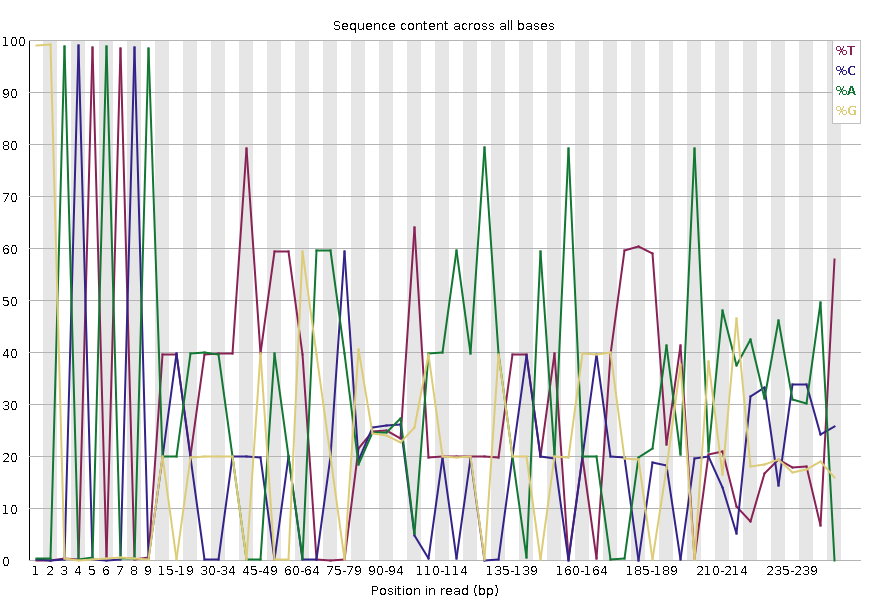 Sequence content across all bases
%T
%C
%A
%G
100
90
80
70
60
50
40
30
20
10
0
1 2 3 4 5 6 7 8 9 15-19 30-34 45-49 60-64 75-79 90-94 110-114 135-139 160-164 185-189 210-214 235-239
Position in read (bp)